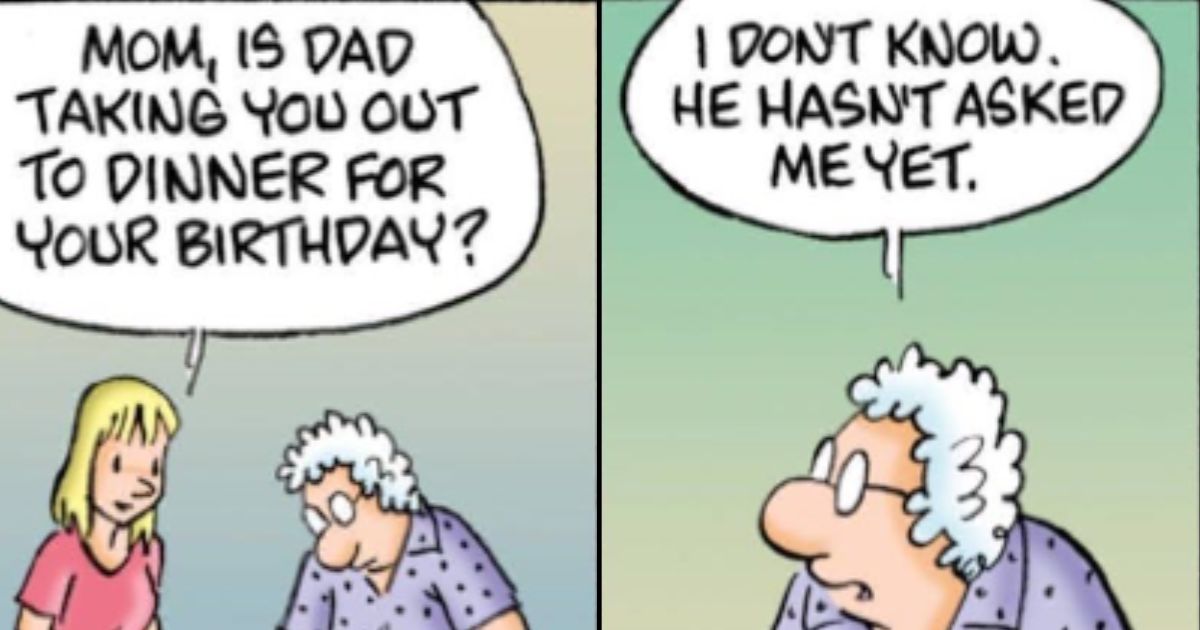 MOM, IS DAD
TAKING YOU OUT
TO DINNER FOR
YOUR BIRTHDAY?
I DON'T KNOW.
HE HASN'T ASKED
ME YET.